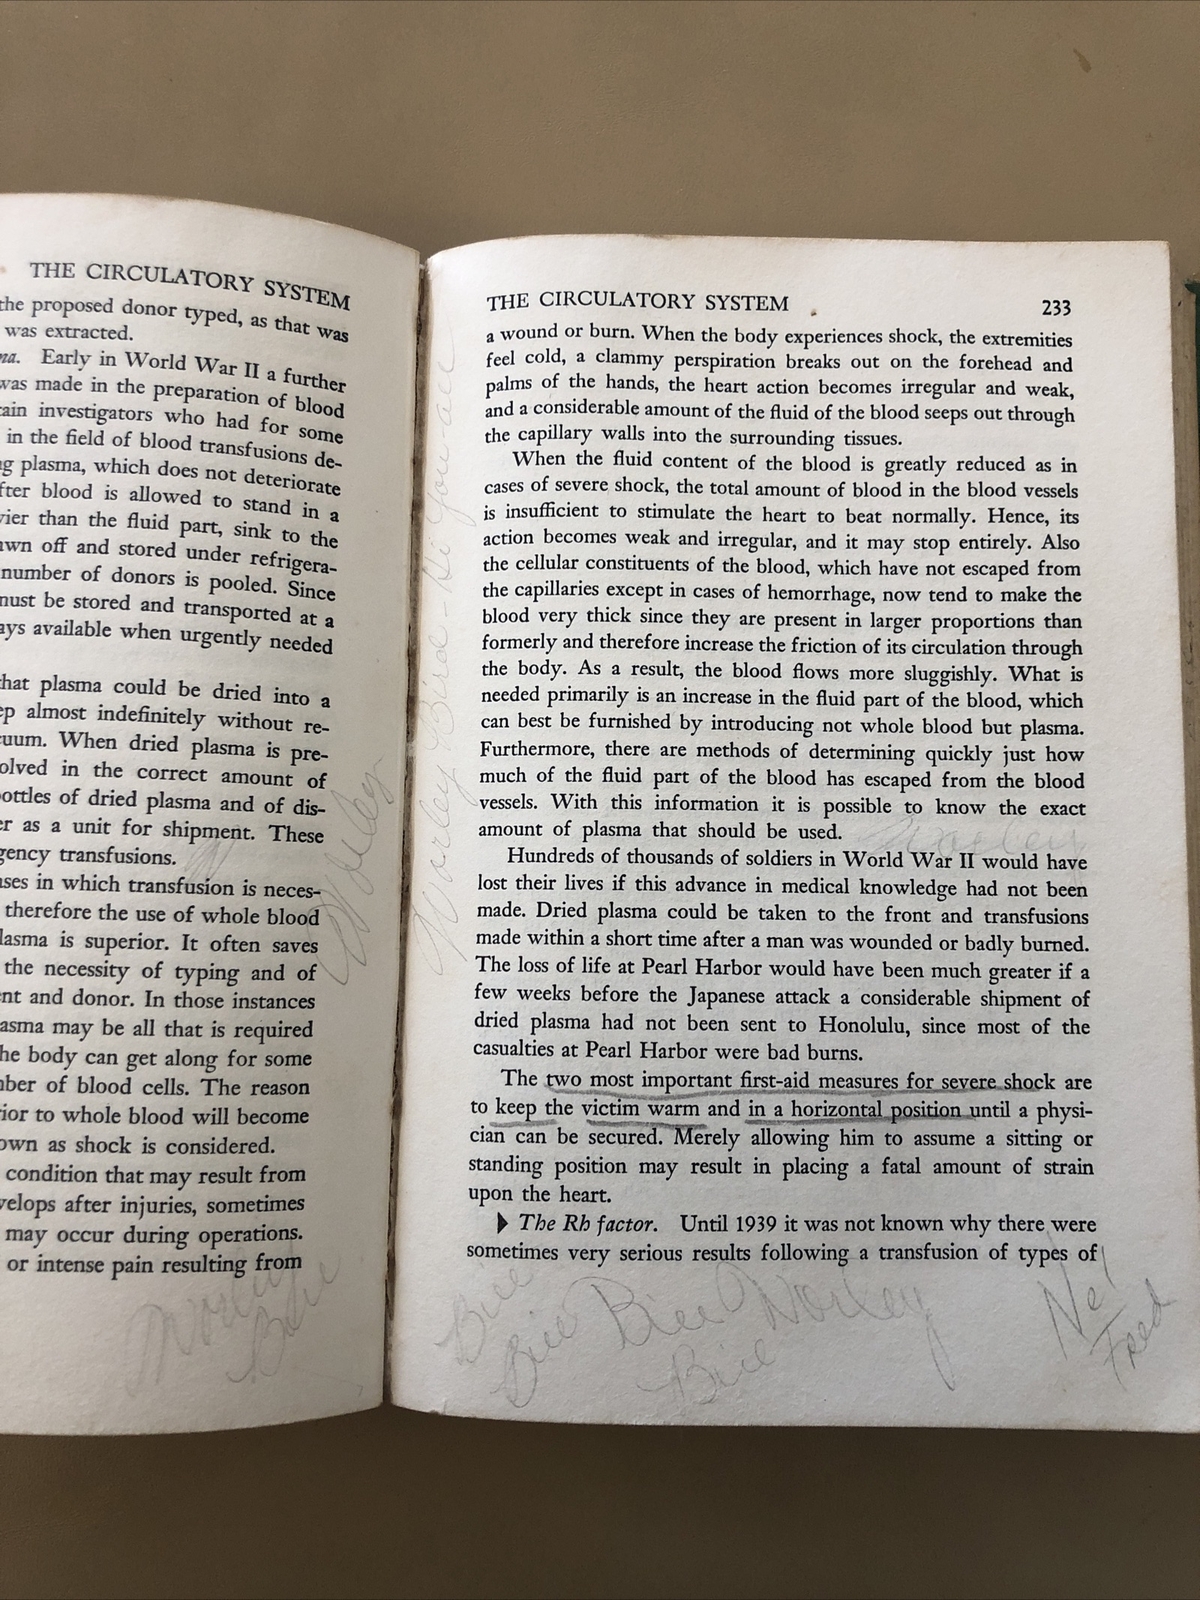 THE CIRCULATORY SYSTEM
the proposed donor typed, as that was
was extracted.
Early in World War II a further
was made in the preparation of blood
investigators who had for some
in the field of blood transfusions de-
plasma, which does not deteriorate
blood is allowed to stand in a
than the fluid part, sink to the
off and stored under refrigera-
number of donors is pooled. Since
must be stored and transported at a
available when urgently needed
that plasma could be dried into a
almost indefinitely without re-
When dried plasma is pre-
in the correct amount of
bottles of dried plasma and of dis-
as a unit for shipment. These
transfusions.
in which transfusion is neces-
therefore the use of whole blood
plasma is superior. It often saves
the necessity of typing and of
and donor. In those instances
plasma may be all that is required
the body can get along for some
of blood cells. The reason
to whole blood will become
as shock is considered.
condition that may result from
after injuries, sometimes
may occur during operations.
or intense pain resulting from
Worley
THE CIRCULATORY SYSTEM 233
a wound or burn. When the body experiences shock, the extremities
feel cold, a clammy perspiration breaks out on the forehead and
palms of the hands, the heart action becomes irregular and weak,
and a considerable amount of the fluid of the blood seeps out through
the capillary walls into the surrounding tissues.
When the fluid content of the blood is greatly reduced as in
cases of severe shock, the total amount of blood in the blood vessels
is insufficient to stimulate the heart to beat normally. Hence, its
action becomes weak and irregular, and it may stop entirely. Also
the cellular constituents of the blood, which have not escaped from
the capillaries except in cases of hemorrhage, now tend to make the
blood very thick since they are present in larger proportions than
formerly and therefore increase the friction of its circulation through
the body. As a result, the blood flows more sluggishly. What is
needed primarily is an increase in the fluid part of the blood, which
can best be furnished by introducing not whole blood but plasma.
Furthermore, there are methods of determining quickly just how
much of the fluid part of the blood has escaped from the blood
vessels. With this information it is possible to know the exact
amount of plasma that should be used.
Worley
Hundreds of thousands of soldiers in World War II would have
lost their lives if this advance in medical knowledge had not been
made. Dried plasma could be taken to the front and transfusions
made within a short time after a man was wounded or badly burned.
The loss of life at Pearl Harbor would have been much greater if a
few weeks before the Japanese attack a considerable shipment of
dried plasma had not been sent to Honolulu, since most of the
casualties at Pearl Harbor were bad burns.
The two most important first-aid measures for severe shock are
to keep the victim warm and in a horizontal position until a physi-
cian can be secured. Merely allowing him to assume a sitting or
standing position may result in placing a fatal amount of strain
upon the heart.
The Rh factor. Until 1939 it was not known why there were
sometimes very serious results following a transfusion of types of
Bill
Bill Bill Worley
Bill
Fred